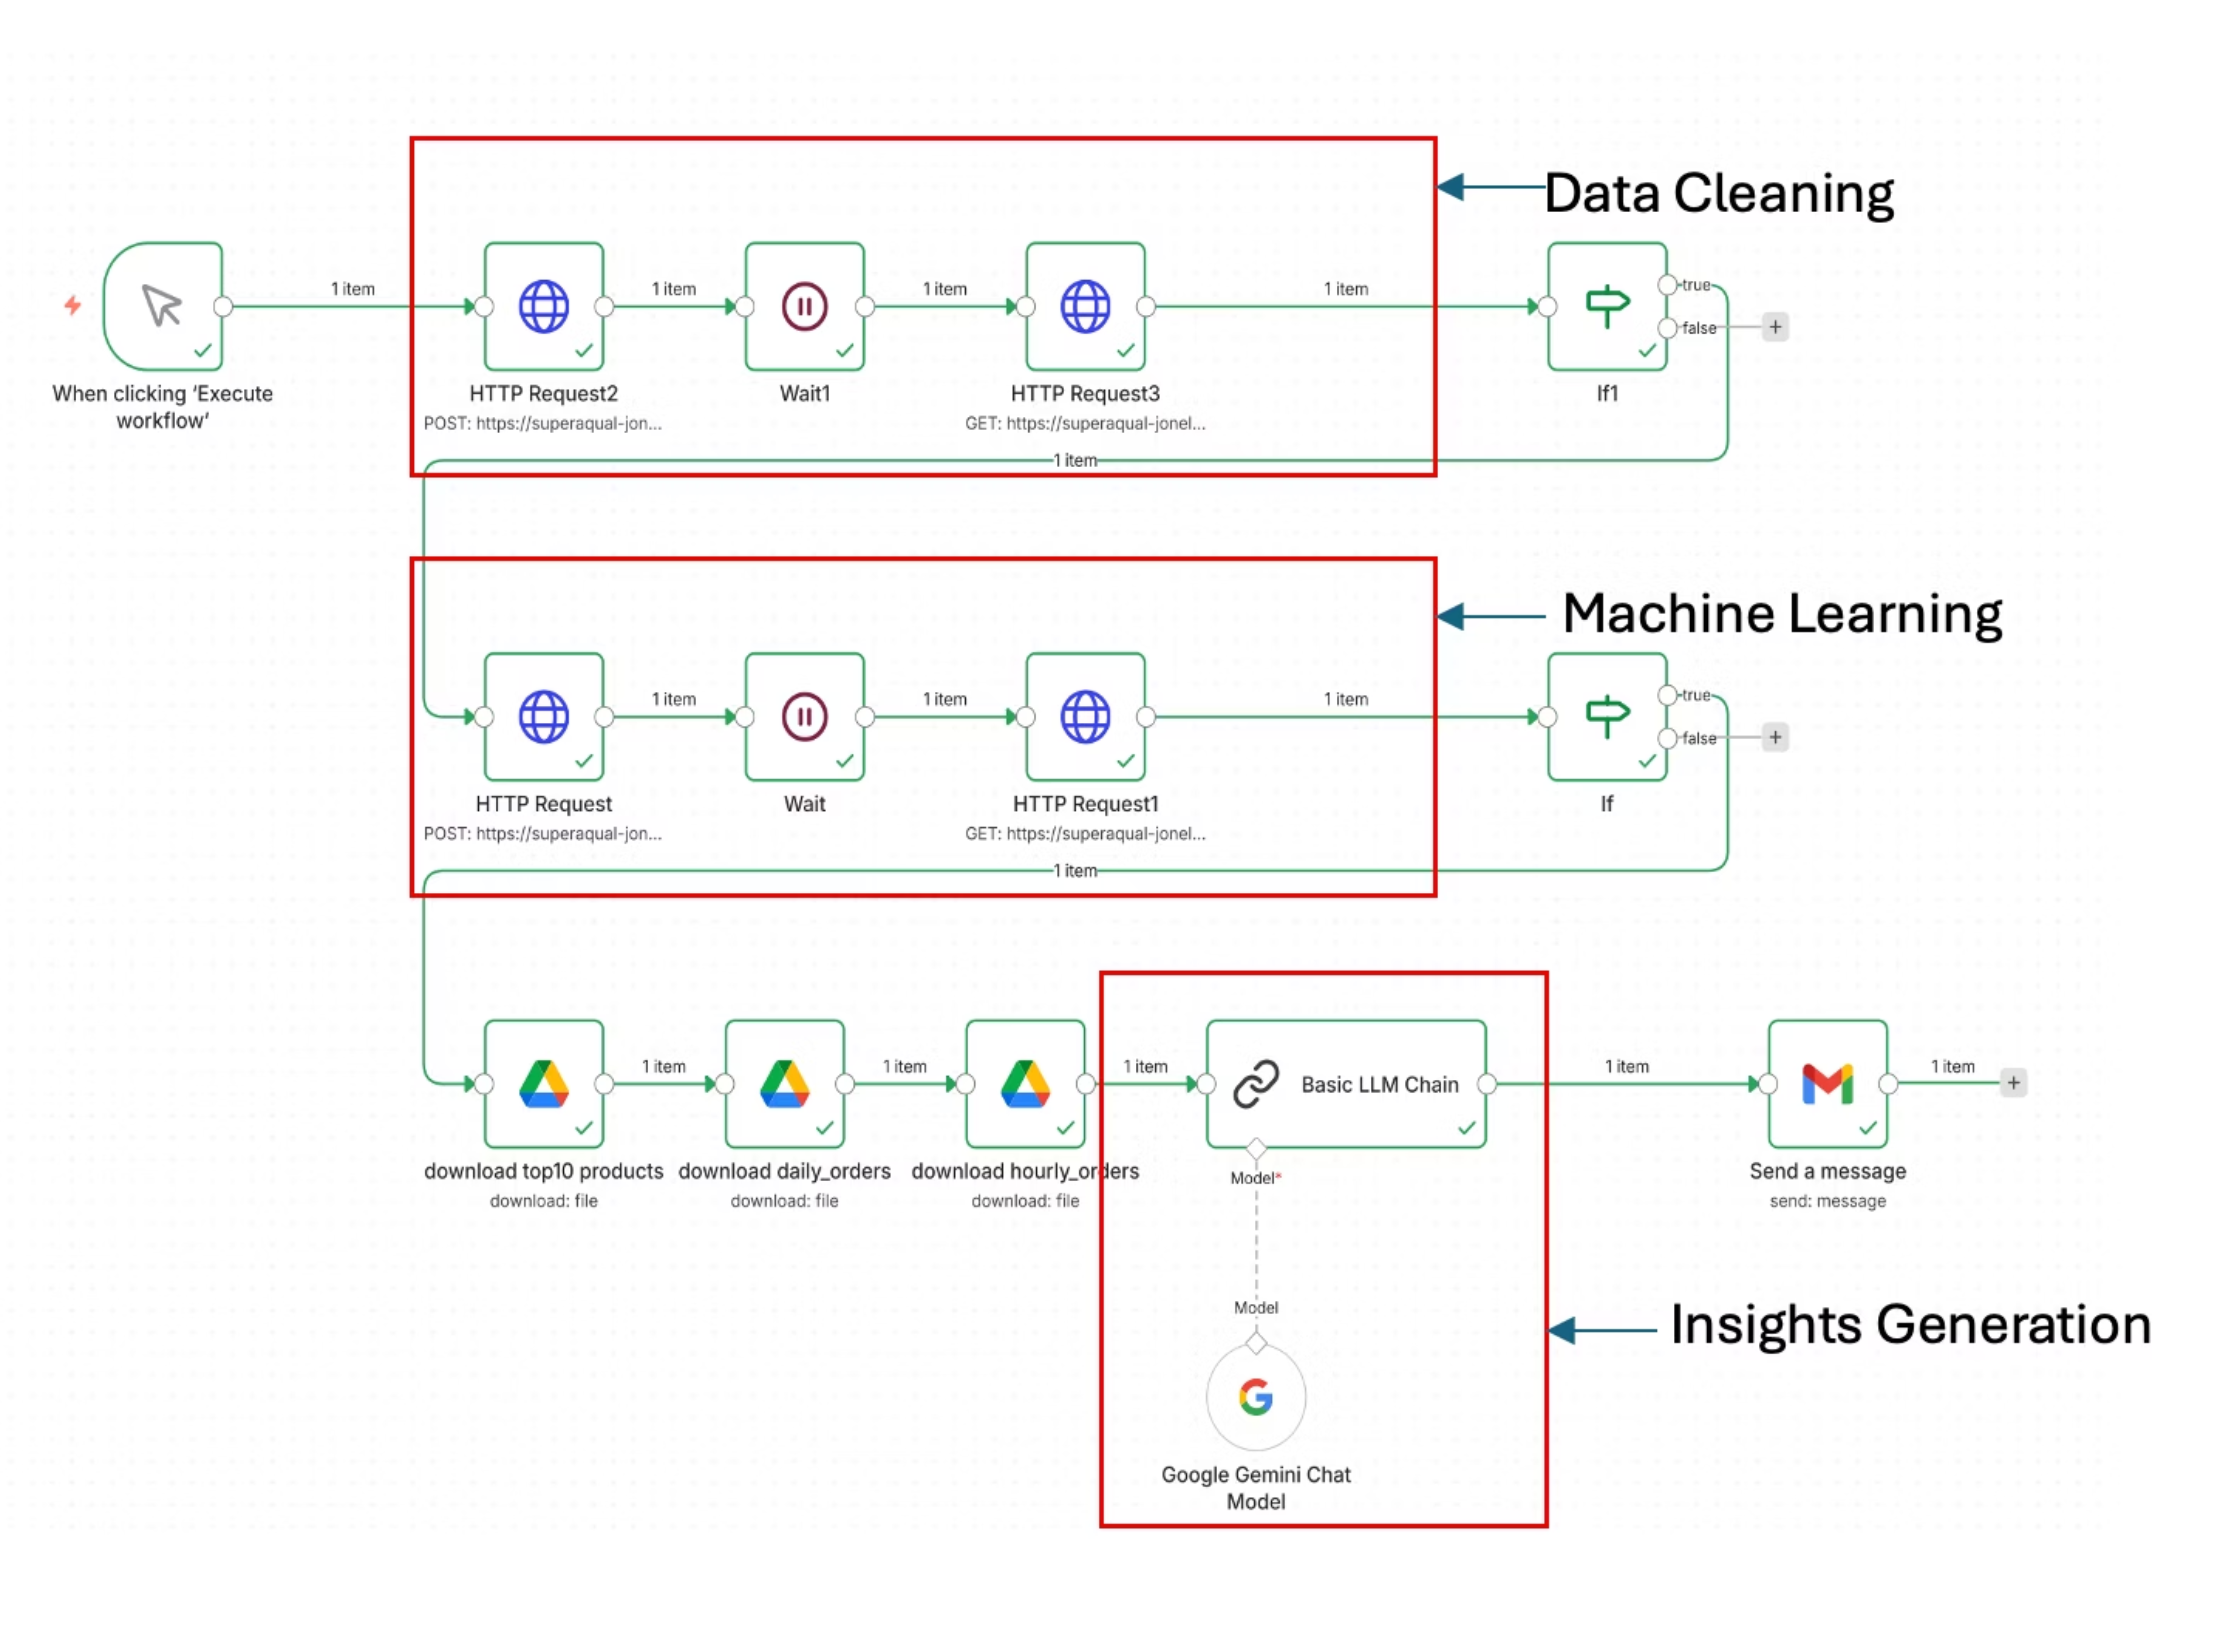 Data Cleaning
1 item
1 item
1 item
1 item
true
false
When clicking ‘Execute
workflow’
HTTP Request2
POST: https://superaqual-jon...
Wait1
HTTP Request3
GET: https://superaqual-jonel...
If1
1 item
Machine Learning
1 item
1 item
1 item
true
false
HTTP Request
POST: https://superaqual-jon...
Wait
HTTP Request1
GET: https://superaqual-jonel...
If
1 item
1 item
1 item
1 item
Basic LLM Chain
1 item
1 item
download top10 products
download: file
download daily_orders
download: file
download hourly_orders
download: file
Model*
Send a message
send: message
Model
Insights Generation
Google Gemini Chat
Model